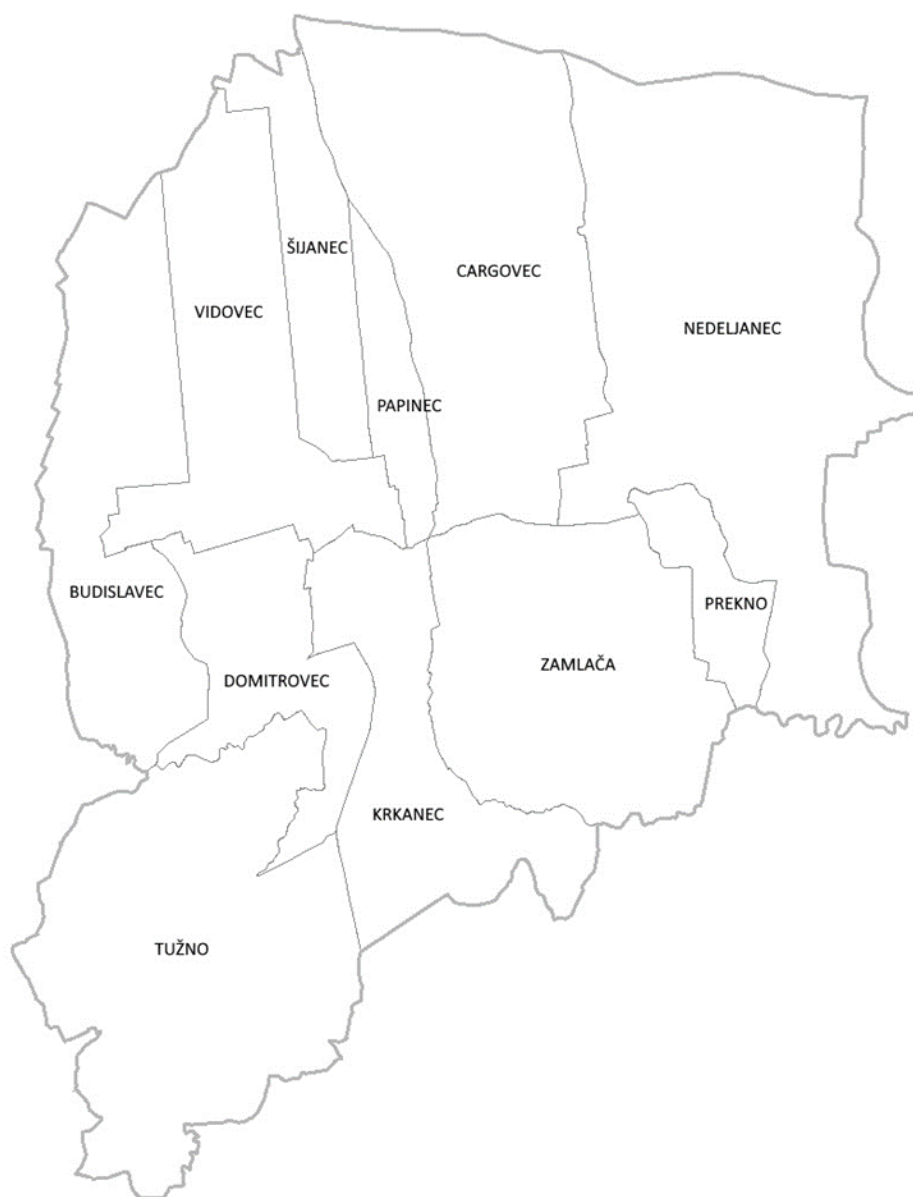 ŠIJANEC
CARGOVEC
VIDOVEC
NEDELJANEC
PAPINEC
BUDISLAVEC
PREKNO
ZAMLAČA
DOMITROVEC
KRKANEC
TUŽNO